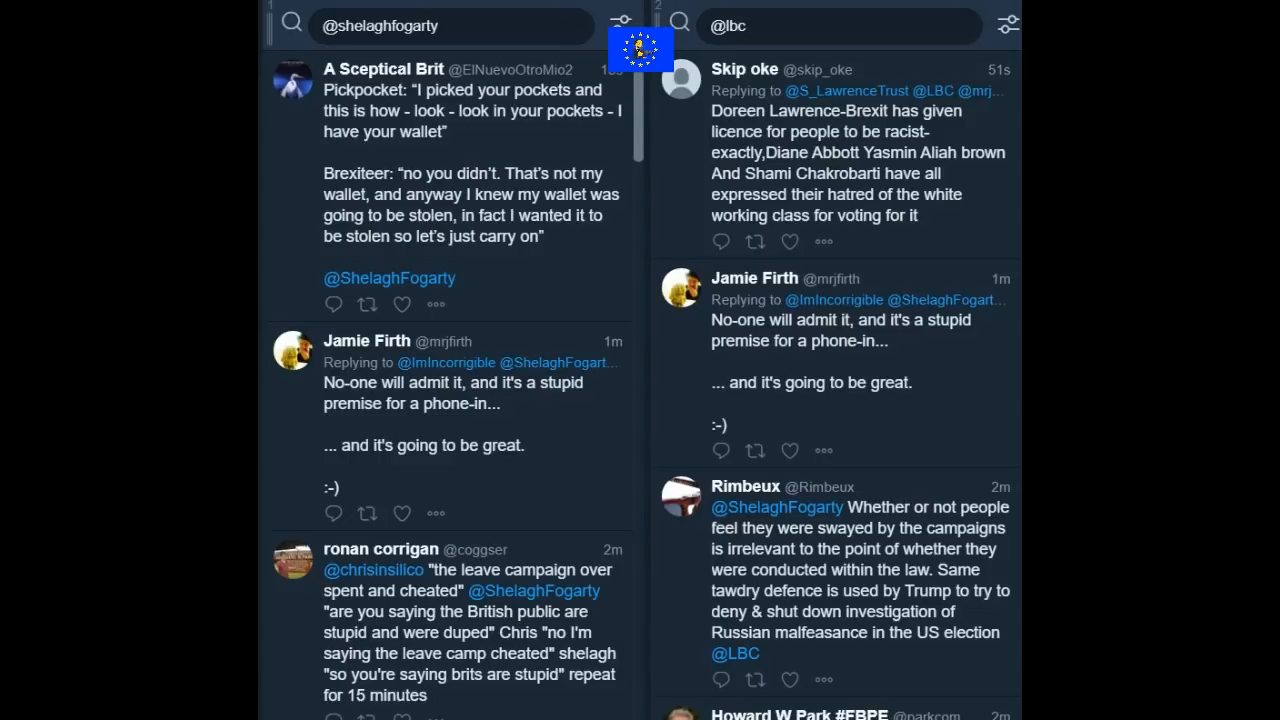 1
@shelaghfogarty
A Sceptical Brit @ElNuevoOtroMio2
Pickpocket: “I picked your pockets and
this is how - look - look in your pockets - I
have your wallet”
Brexiteer: “no you didn’t. That’s not my
wallet, and anyway I knew my wallet was
going to be stolen, in fact I wanted it to
be stolen so let’s just carry on”
@ShelaghFogarty
Jamie Firth @mrjfirth 1m
Replying to @ImIncorrigible @ShelaghFogart...
No-one will admit it, and it's a stupid
premise for a phone-in...
... and it's going to be great.
:-)
ronan corrigan @coggser 2m
@chrisinsilico "the leave campaign over
spent and cheated" @ShelaghFogarty
"are you saying the British public are
stupid and were duped" Chris "no I'm
saying the leave camp cheated" shelagh
"so you're saying brits are stupid" repeat
for 15 minutes
2
@lbc
Skip oke @skip_oke 51s
Replying to @S_LawrenceTrust @LBC @mrj...
Doreen Lawrence-Brexit has given
licence for people to be racist-
exactly,Diane Abbott Yasmin Aliah brown
And Shami Chakrobarti have all
expressed their hatred of the white
working class for voting for it
Jamie Firth @mrjfirth 1m
Replying to @ImIncorrigible @ShelaghFogart...
No-one will admit it, and it's a stupid
premise for a phone-in...
... and it's going to be great.
:-)
Rimbeux @Rimbeux 2m
@ShelaghFogarty Whether or not people
feel they were swayed by the campaigns
is irrelevant to the point of whether they
were conducted within the law. Same
tawdry defence is used by Trump to try to
deny & shut down investigation of
Russian malfeasance in the US election
@LBC
Howard W Park #FBPE @parkcom 2m